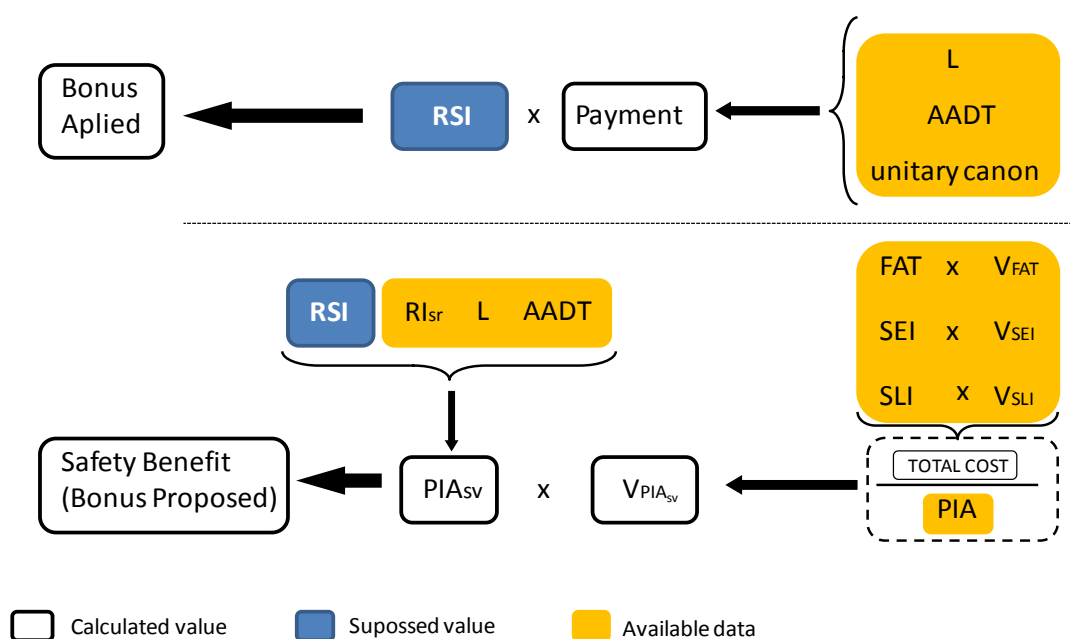 Bonus
Aplied
RSI x Payment
L
AADT
unitary canon
RSI RIsr L AADT
FAT x VFAT
SEI x VSEI
SLI x VSLI
Safety Benefit
(Bonus Proposed)
PIAsv x VPIAsv
TOTAL COST
PIA
Calculated value
Supossed value
Available data